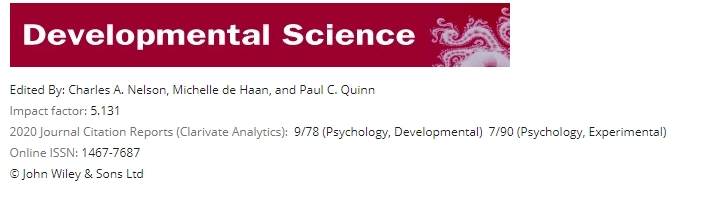 Developmental Science
Edited By: Charles A. Nelson, Michelle de Haan, and Paul C. Quinn
Impact factor: 5.131
2020 Journal Citation Reports (Clarivate Analytics): 9/78 (Psychology, Developmental) 7/90 (Psychology, Experimental)
Online ISSN: 1467-7687
© John Wiley & Sons Ltd